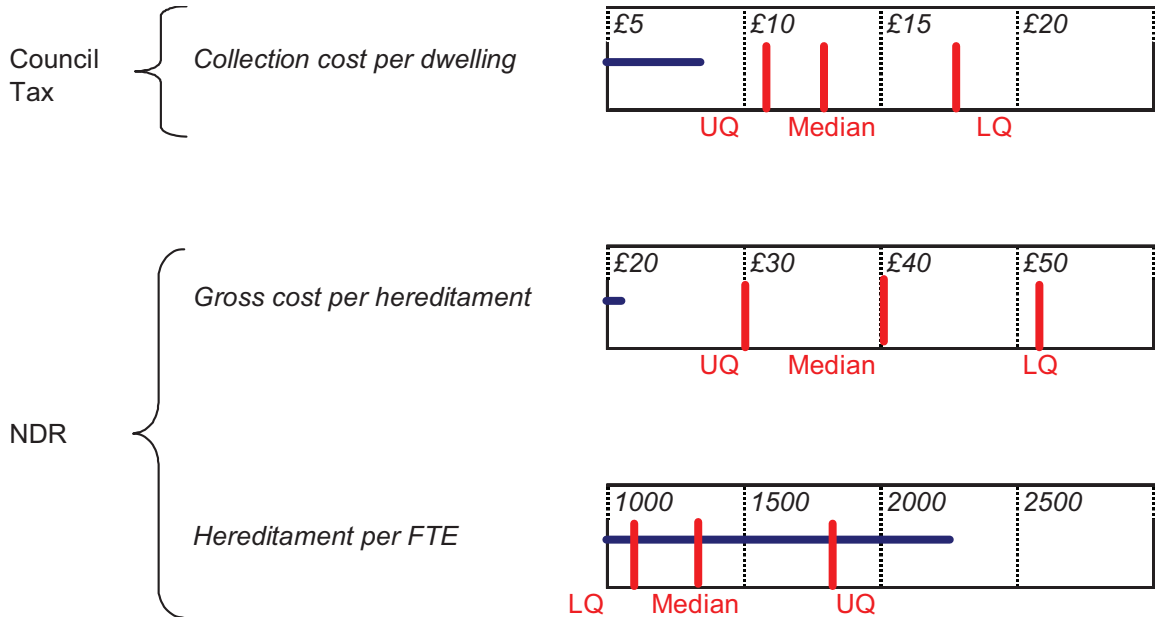 Council
Tax
Collection cost per dwelling
£5 £10 £15 £20
UQ Median LQ
NDR
Gross cost per hereditament
£20 £30 £40 £50
UQ Median LQ
Hereditament per FTE
1000 1500 2000 2500
LQ Median UQ